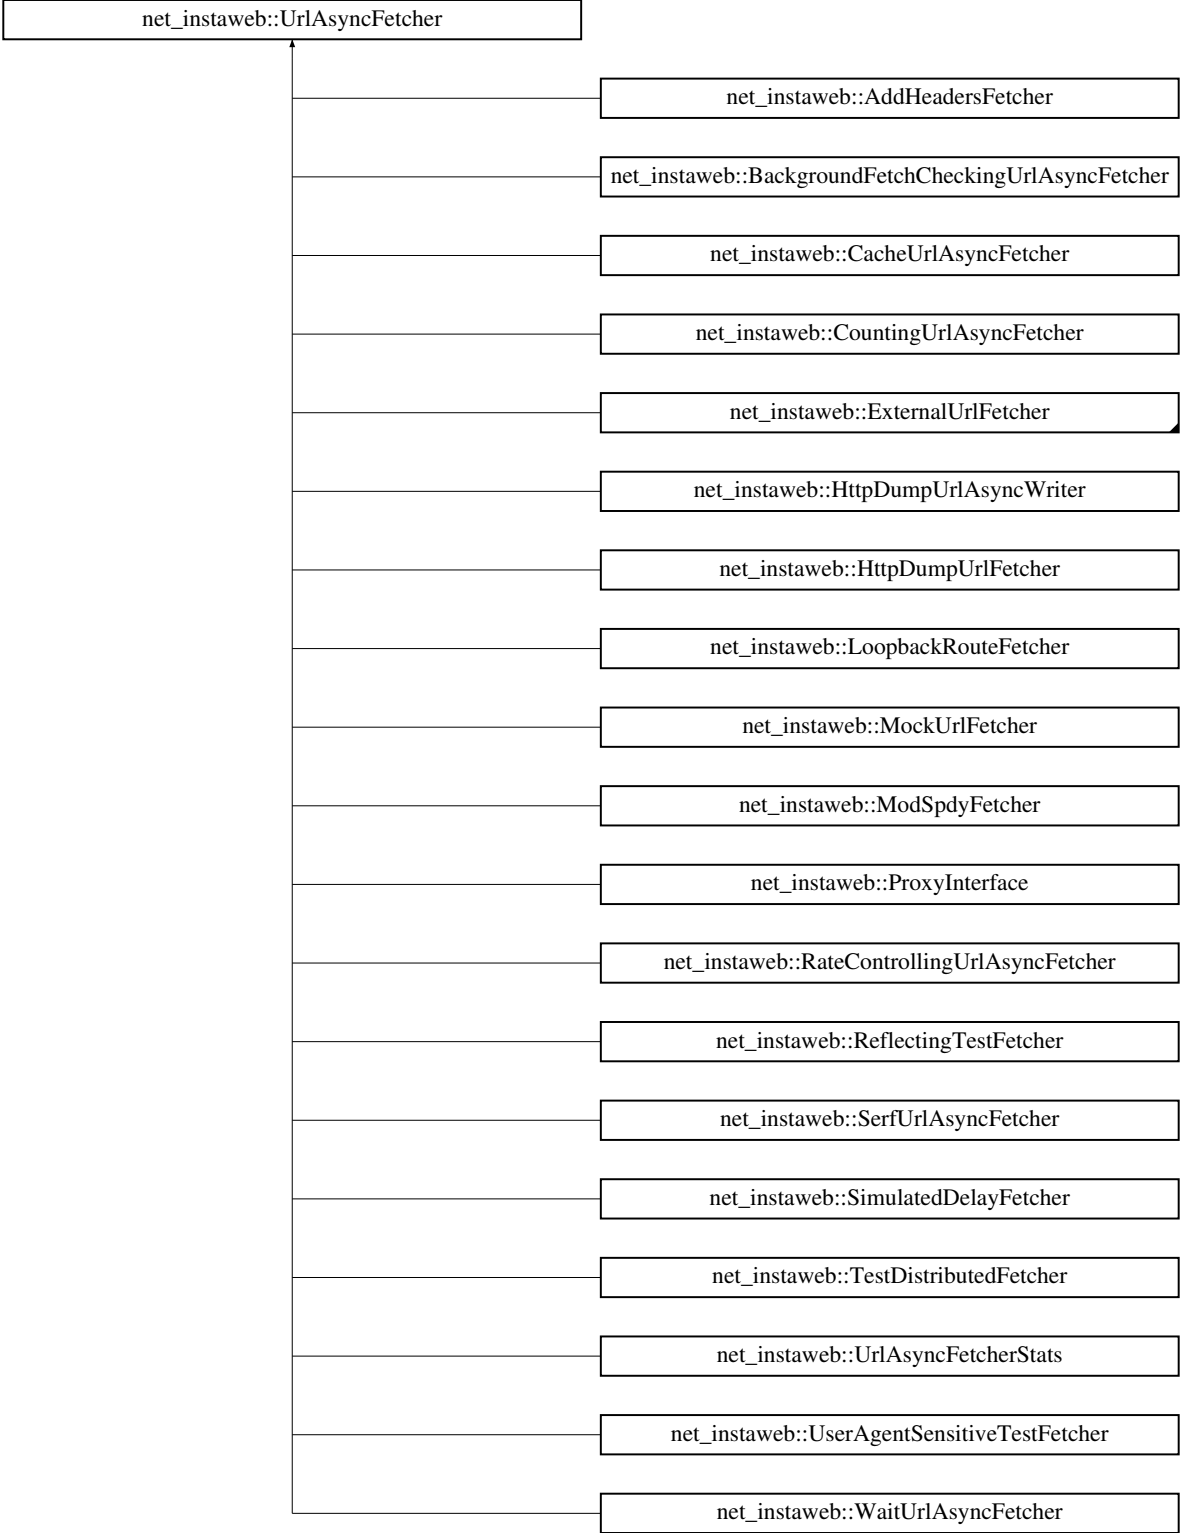 net_instaweb::UrlAsyncFetcher
net_instaweb::AddHeadersFetcher
net_instaweb::BackgroundFetchCheckingUrlAsyncFetcher
net_instaweb::CacheUrlAsyncFetcher
net_instaweb::CountingUrlAsyncFetcher
net_instaweb::ExternalUrlFetcher
net_instaweb::HttpDumpUrlAsyncWriter
net_instaweb::HttpDumpUrlFetcher
net_instaweb::LoopbackRouteFetcher
net_instaweb::MockUrlFetcher
net_instaweb::ModSpdyFetcher
net_instaweb::ProxyInterface
net_instaweb::RateControllingUrlAsyncFetcher
net_instaweb::ReflectingTestFetcher
net_instaweb::SerfUrlAsyncFetcher
net_instaweb::SimulatedDelayFetcher
net_instaweb::TestDistributedFetcher
net_instaweb::UrlAsyncFetcherStats
net_instaweb::UserAgentSensitiveTestFetcher
net_instaweb::WaitUrlAsyncFetcher